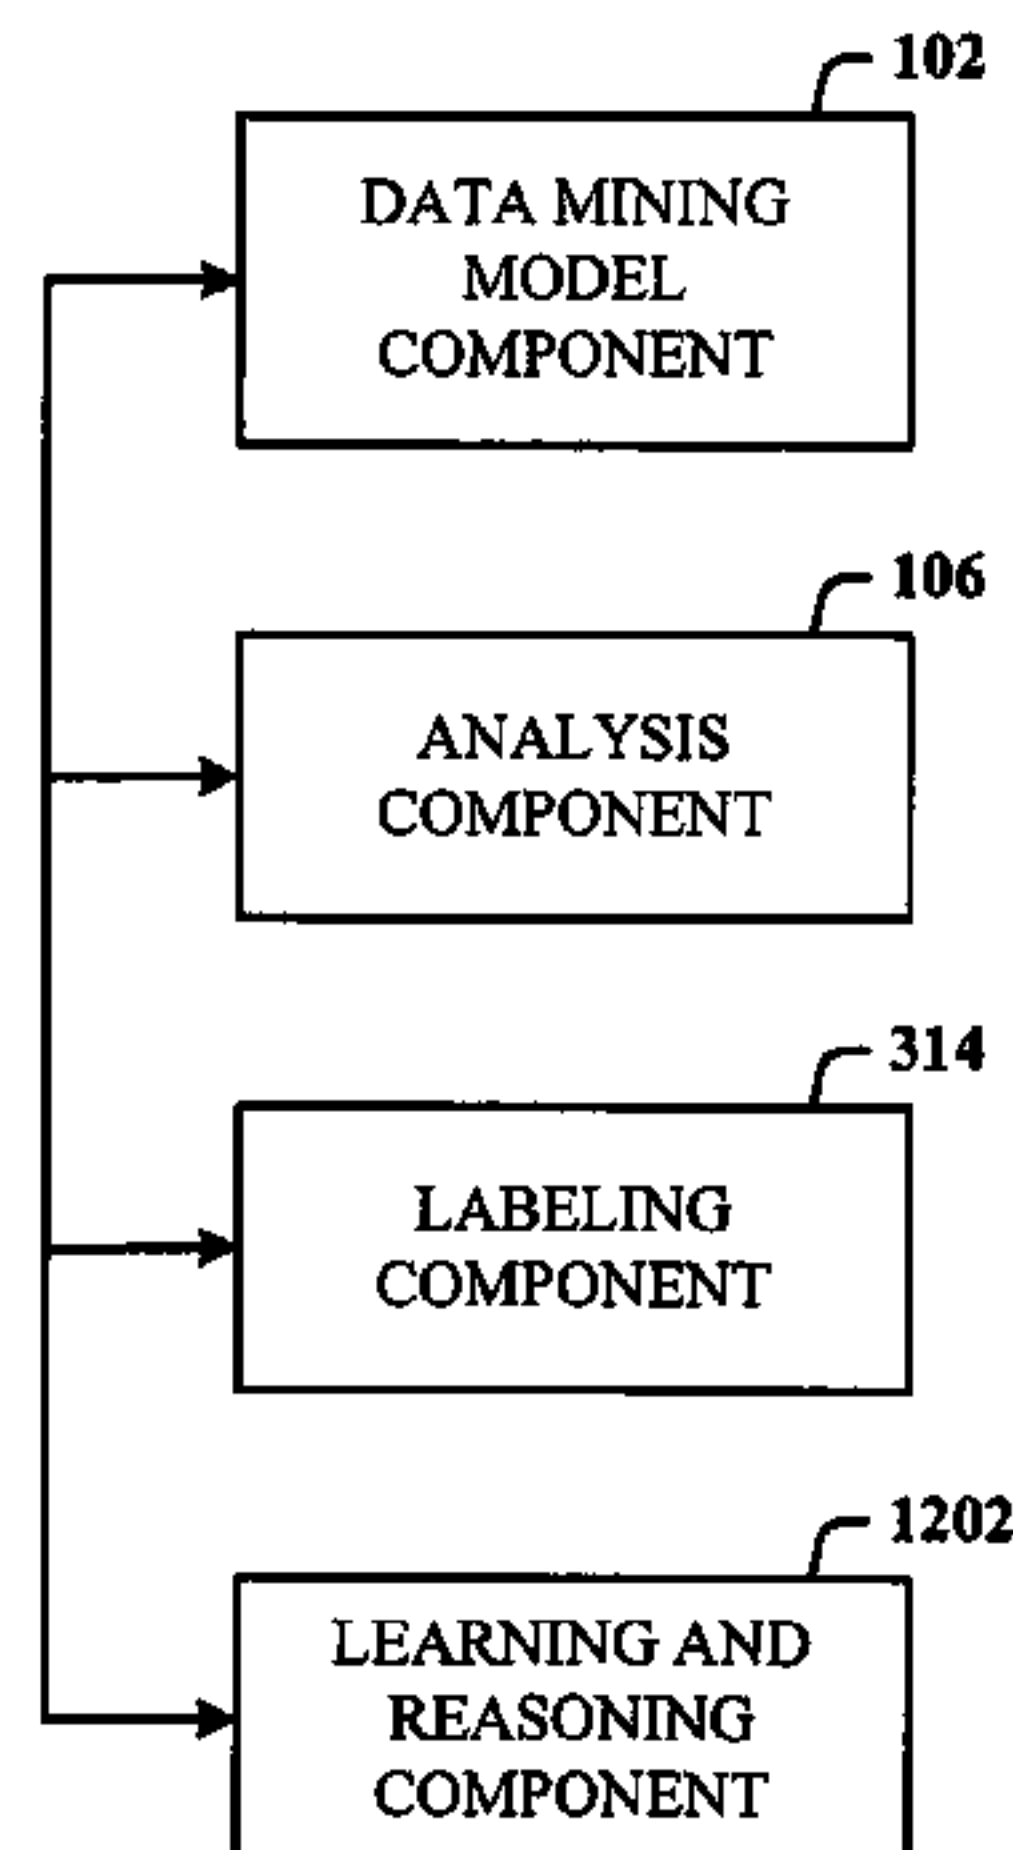 102
DATA MINING
MODEL
COMPONENT
106
ANALYSIS
COMPONENT
314
LABELING
COMPONENT
1202
LEARNING AND
REASONING
COMPONENT